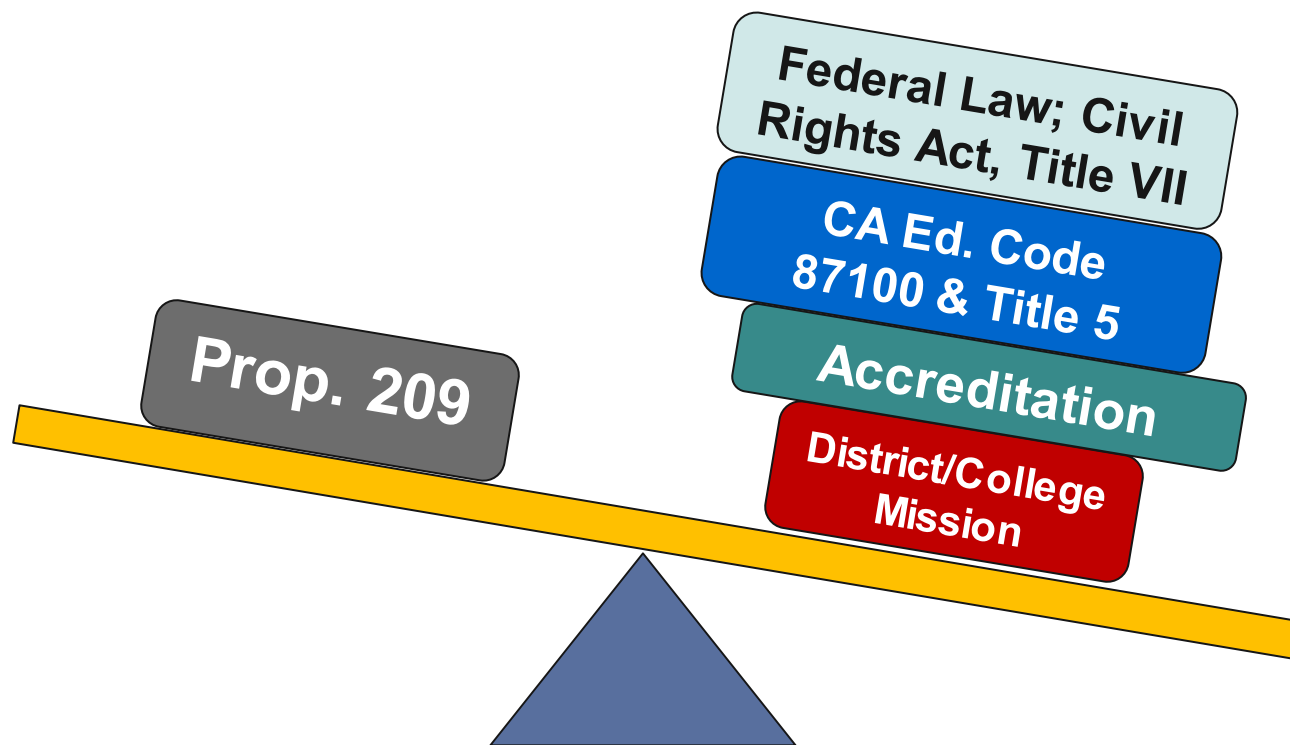 Federal Law; Civil
Rights Act, Title VII
CA Ed. Code
87100 & Title 5
Prop. 209
Accreditation
District/College
Mission